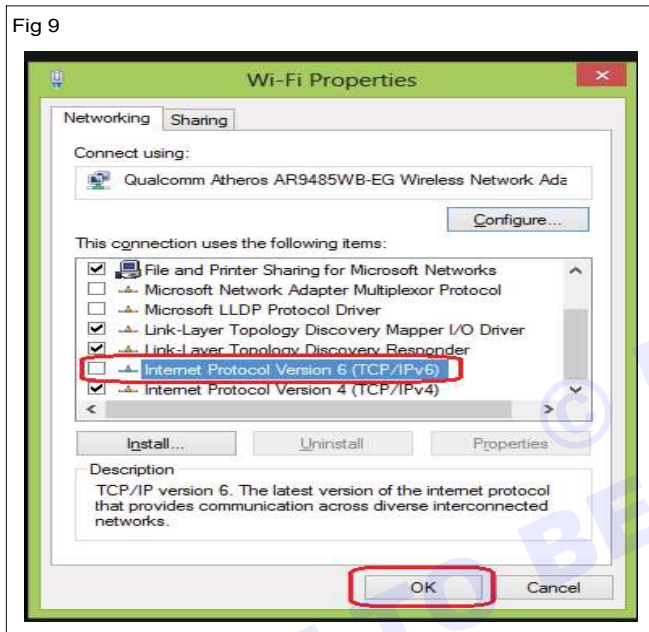 Fig 9
Wi-Fi Properties
Networking
Sharing
Connect using:
Qualcomm Atheros AR9485WB-EG Wireless Network Ada
Configure...
This connection uses the following items:
File and Printer Sharing for Microsoft Networks
Microsoft Network Adapter Multiplexor Protocol
Microsoft LLDP Protocol Driver
Link-Layer Topology Discovery Mapper I/O Driver
Link-Layer Topology Discovery Responder
Internet Protocol Version 6 (TCP/IPv6)
Internet Protocol Version 4 (TCP/IPv4)
Install...
Uninstall
Properties
Description
TCP/IP version 6. The latest version of the internet protocol
that provides communication across diverse interconnected
networks.
OK
Cancel
©
TO BE